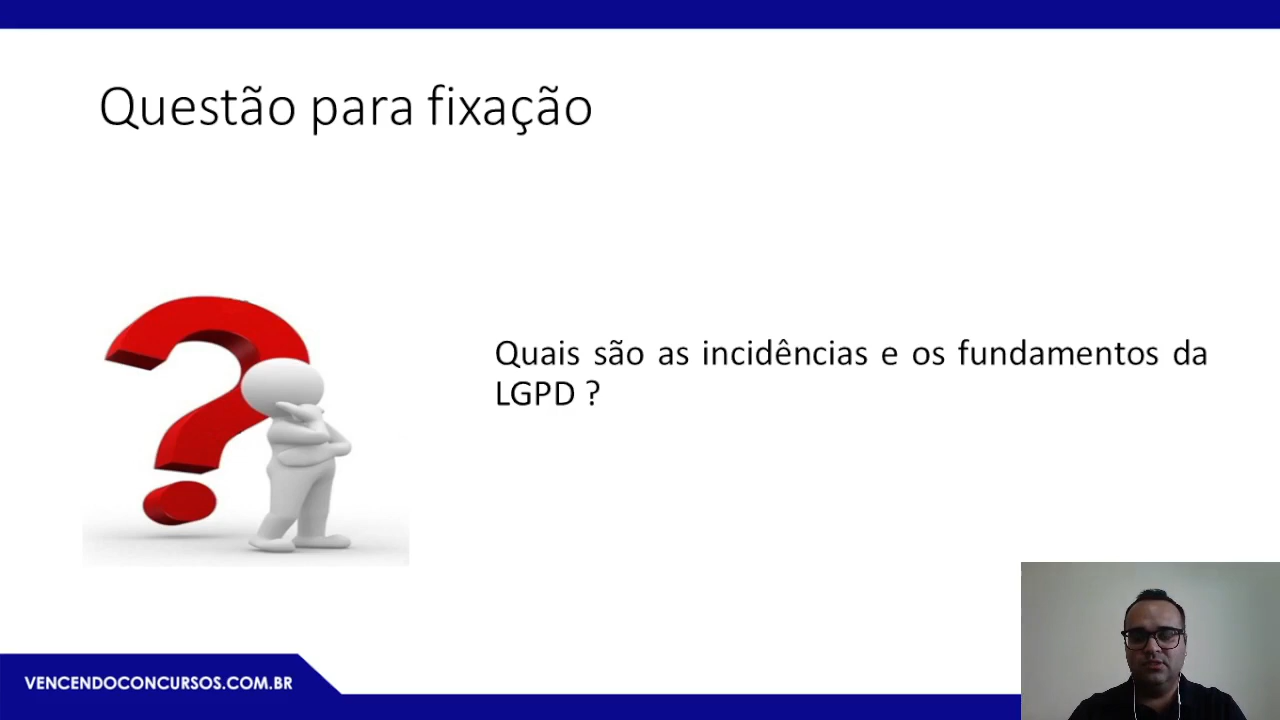 Questão para fixação
Quais são as incidências e os fundamentos da
LGPD ?
VENCENDOCONCURSOS.COM.BR